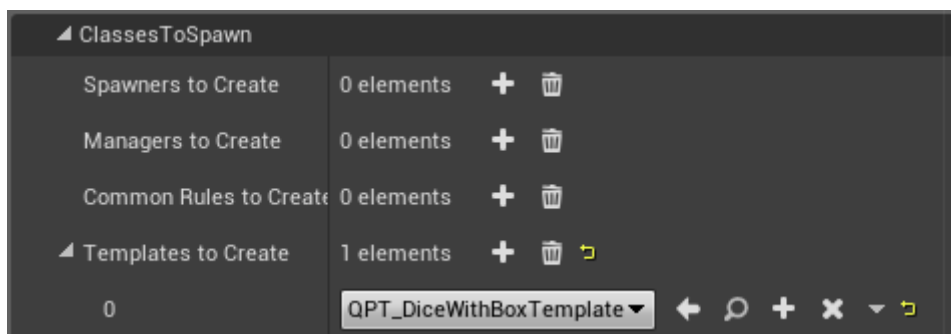 ClassesToSpawn
Spawners to Create 0 elements
Managers to Create 0 elements
Common Rules to Create 0 elements
Templates to Create 1 elements
0 QPT_DiceWithBoxTemplate